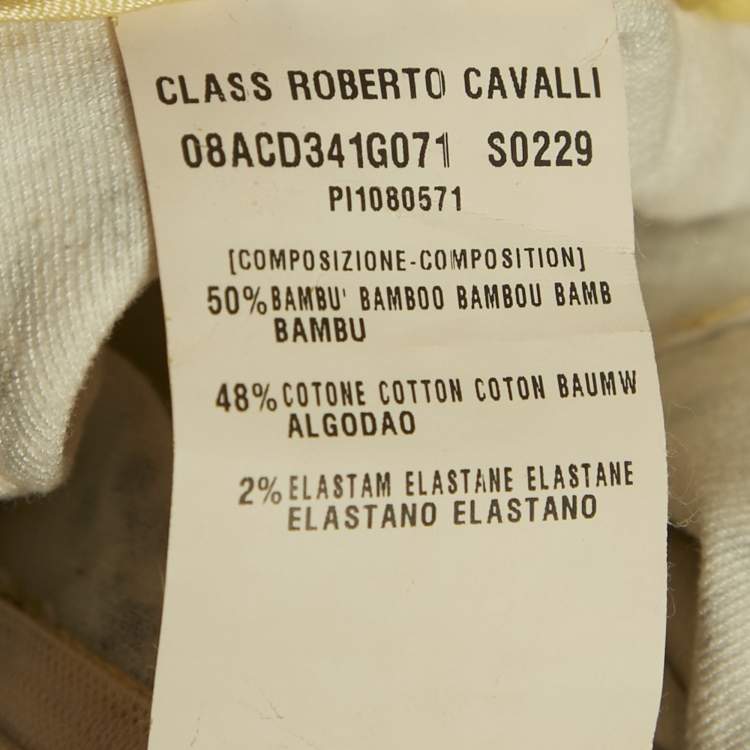 CLASS ROBERTO CAVALLI
08ACD341G071 S0229
PI1080571
[COMPOSIZIONE-COMPOSITION]
50% BAMBU' BAMBOO BAMBOU BAMB
BAMBU
48% COTONE COTTON COTON BAUMW
ALGODAO
2% ELASTAM ELASTANE ELASTANE
ELASTANO ELASTANO